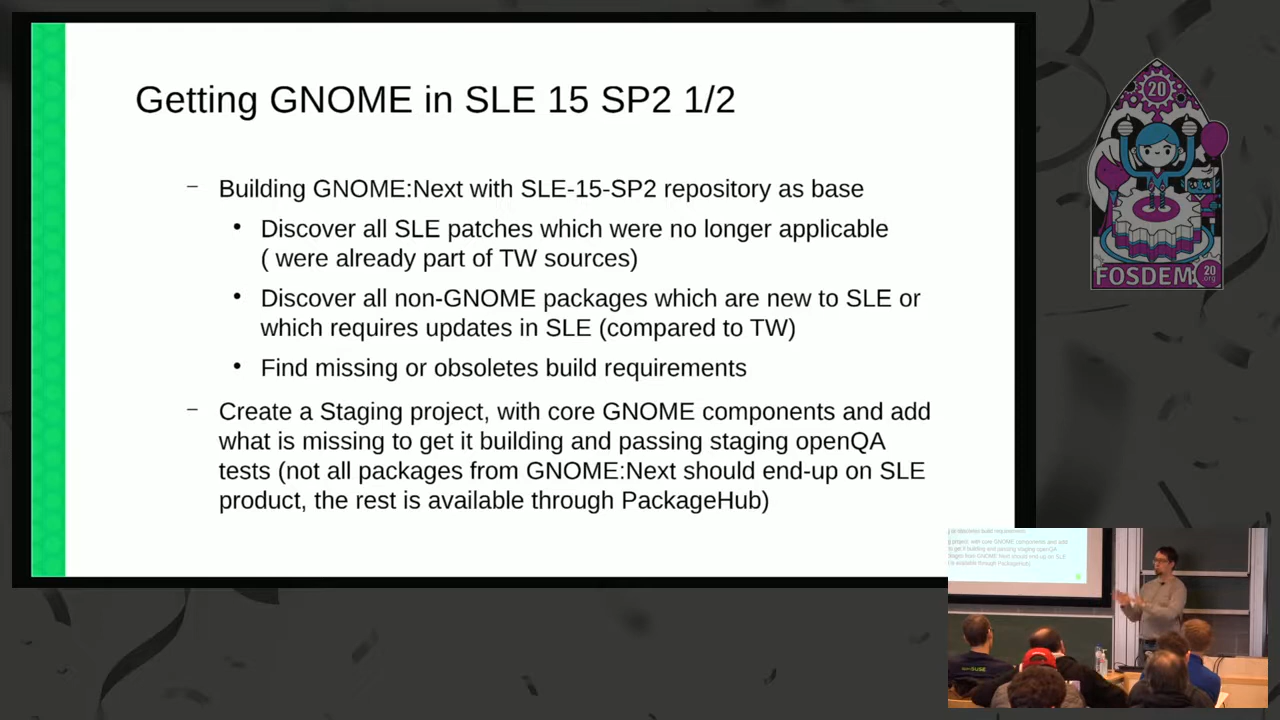 Getting GNOME in SLE 15 SP2 1/2
– Building GNOME:Next with SLE-15-SP2 repository as base
• Discover all SLE patches which were no longer applicable
( were already part of TW sources)
• Discover all non-GNOME packages which are new to SLE or
which requires updates in SLE (compared to TW)
• Find missing or obsoletes build requirements
– Create a Staging project, with core GNOME components and add
what is missing to get it building and passing staging openQA
tests (not all packages from GNOME:Next should end-up on SLE
product, the rest is available through PackageHub)
20
FOSDEM
20
.org